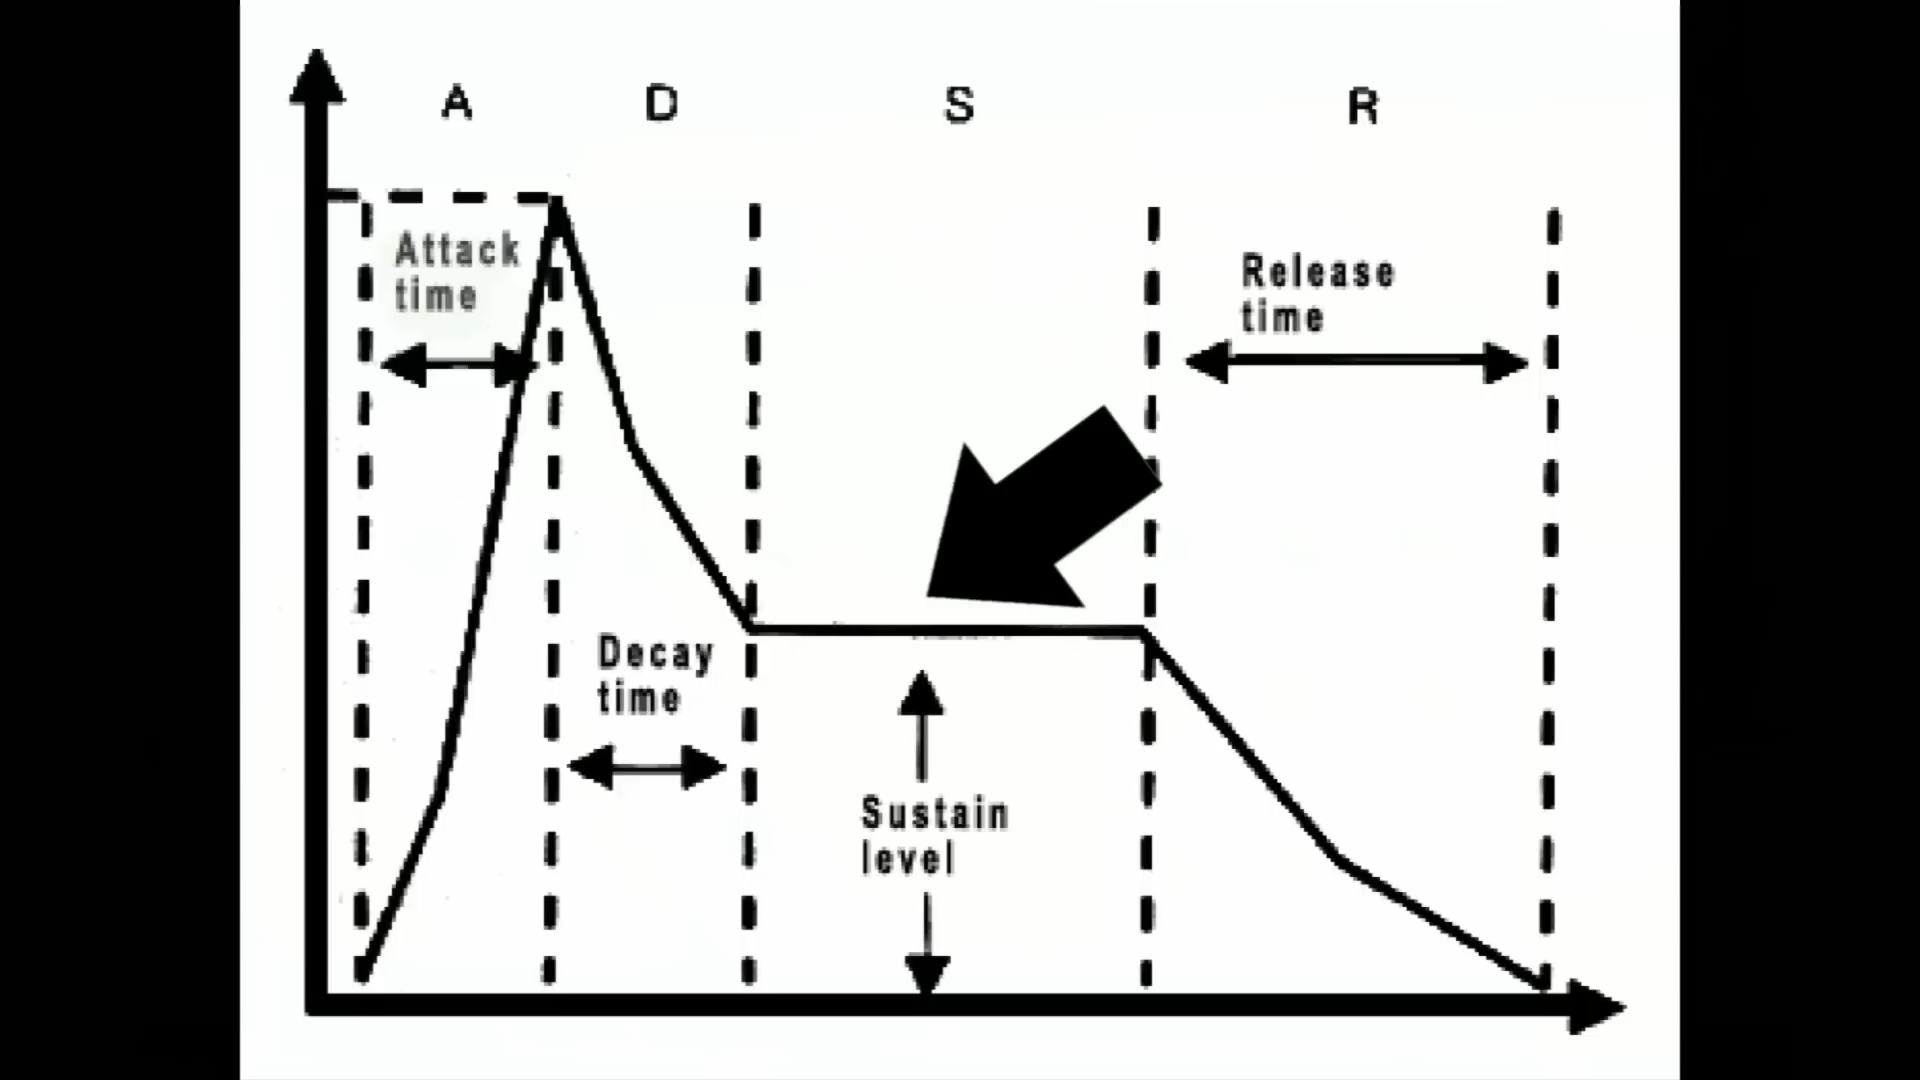 A D S R
Attack
time
Release
time
Decay
time
Sustain
level